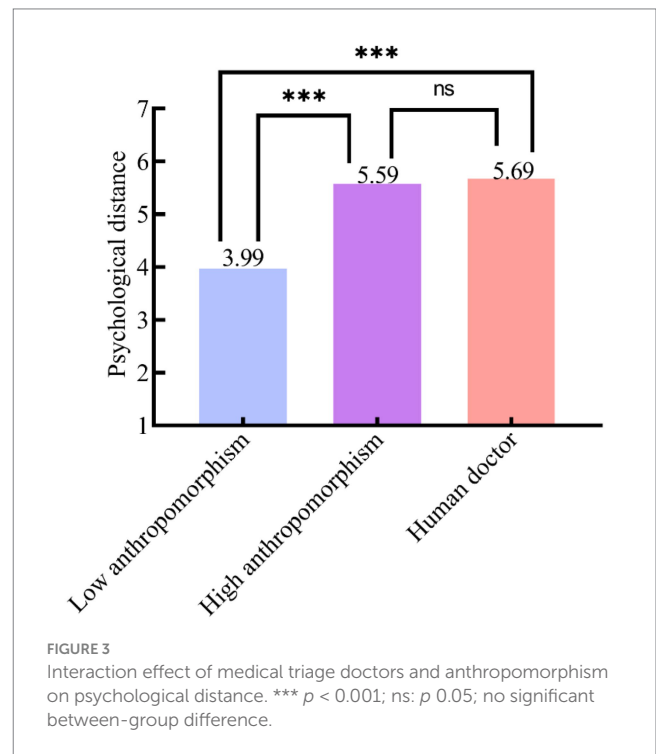 ***
***
ns
7
6
5
4
3
2
1
Psychological distance
3.99
5.59
5.69
Low anthropomorphism
High anthropomorphism
Human doctor
FIGURE 3
Interaction effect of medical triage doctors and anthropomorphism
on psychological distance. *** p < 0.001; ns: p 0.05; no significant
between-group difference.